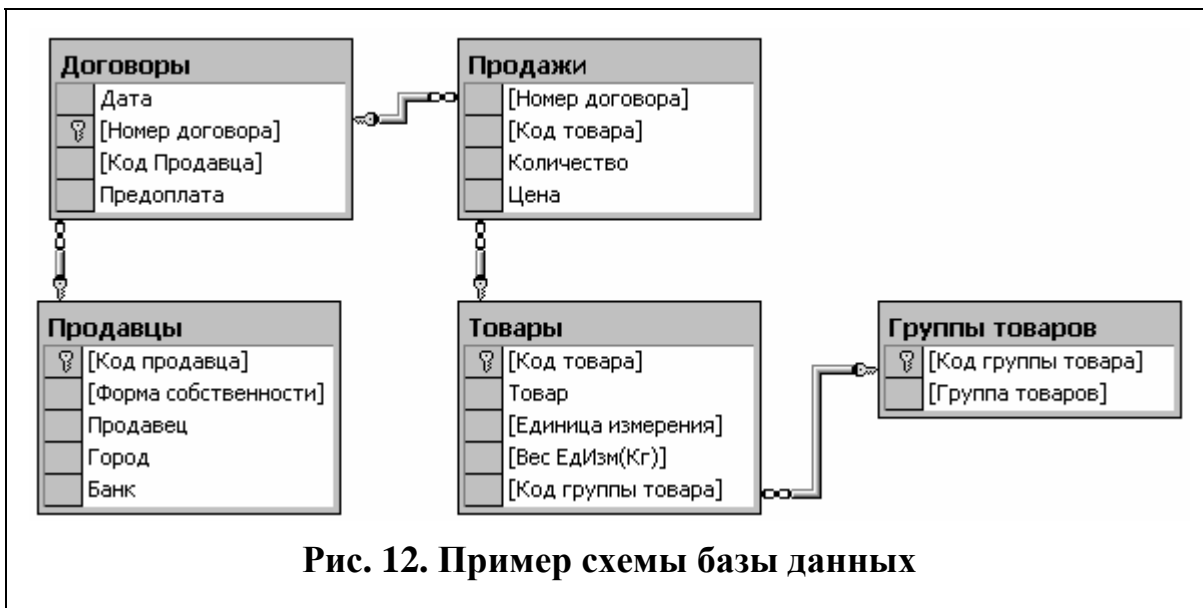 Договоры
Дата
[Номер договора]
[Код Продавца]
Предоплата
Продажи
[Номер договора]
[Код товара]
Количество
Цена
Продавцы
[Код продавца]
[Форма собственности]
Продавец
Город
Банк
Товары
[Код товара]
Товар
[Единица измерения]
[Вес ЕдИзм(Кг)]
[Код группы товара]
Группы товаров
[Код группы товара]
[Группа товаров]
Рис. 12. Пример схемы базы данных